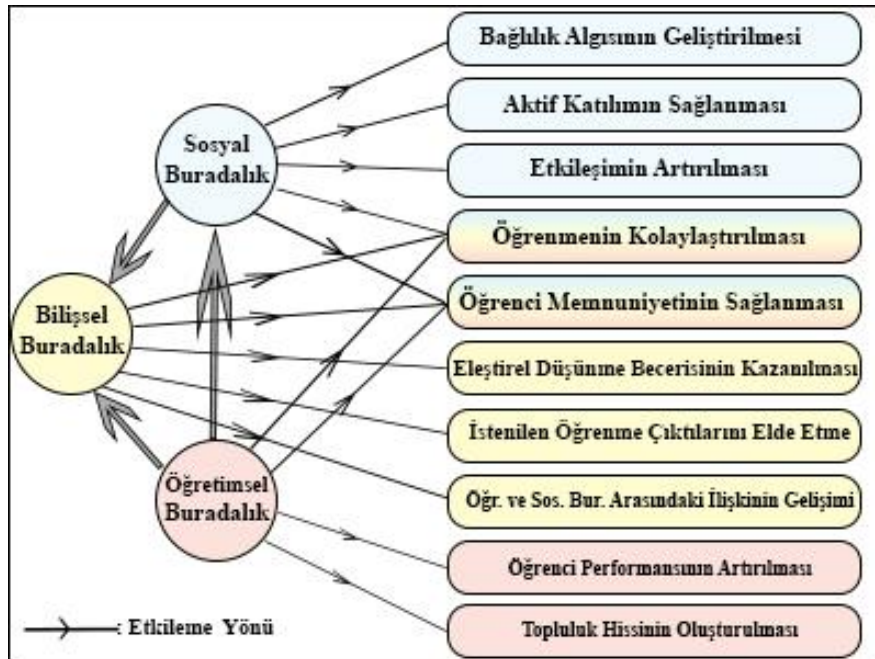 Bağlılık Algısının Geliştirilmesi
Aktif Katılımın Sağlanması
Sosyal
Buradalık
Etkileşimin Artırılması
Öğrenmenin Kolaylaştırılması
Öğrenci Memnuniyetinin Sağlanması
Bilişsel
Buradalık
Eleştirel Düşünme Becerisinin Kazanılması
İstenilen Öğrenme Çıktılarını Elde Etme
Öğretimsel
Buradalık
Öğr. ve Sos. Bur. Arasındaki İlişkinin Gelişimi
Öğrenci Performansının Artırılması
Topluluk Hissinin Oluşturulması
: Etkileme Yönü